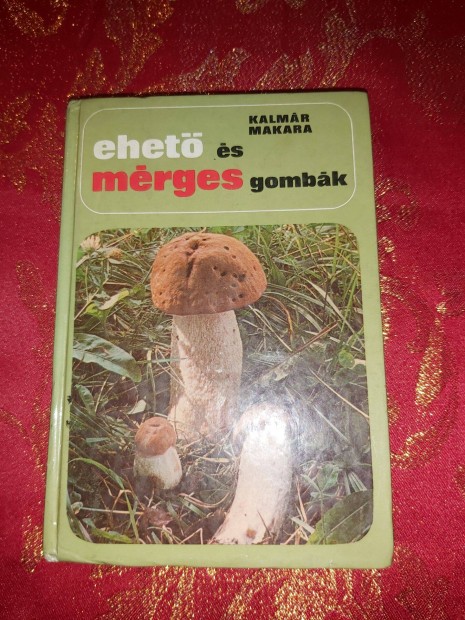 KALMÁR
MAKARA
ehető és
mérges gombák